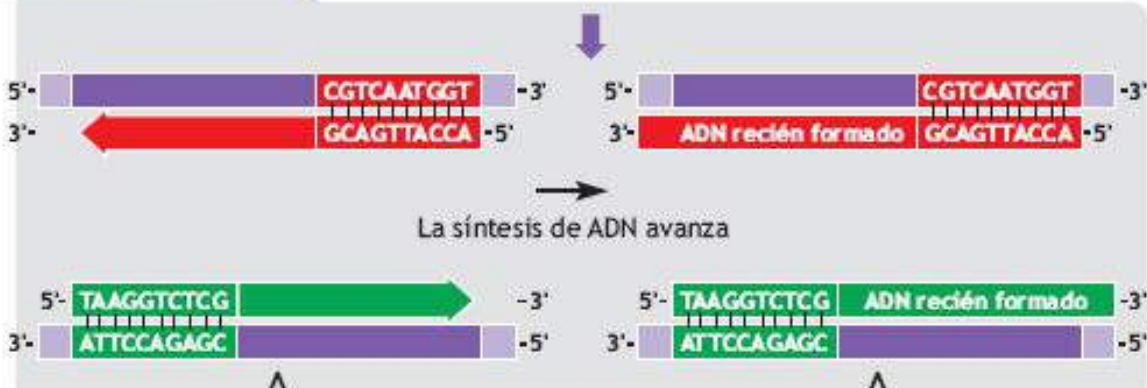 5'- CGTCAATGGT -3' 5'- CGTCAATGGT -3'
3'- GCAGTTACCA -5' 3'- ADN recién formado GCAGTTACCA -5'
La síntesis de ADN avanza
5'- TAAGGTCTCG -3' 5'- TAAGGTCTCG ADN recién formado -3'
3'- ATTCCAGAGC -5' 3'- ATTCCAGAGC -5'